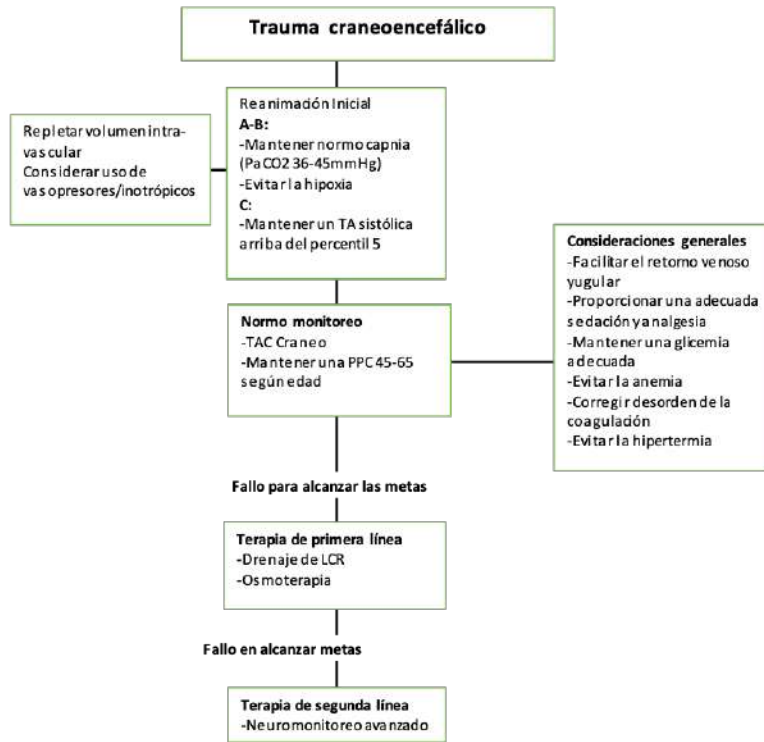 Trauma craneoencefálico
Reanimación Inicial
A-B:
-Mantener normo capnia
(PaCO2 36-45mmHg)
-Evitar la hipoxia
C:
-Mantener un TA sistólica
arriba del percentil 5
Repletar volumen intra-
vascular
Considerar uso de
vasopresores/inotrópicos
Normo monitoreo
-TAC Craneo
-Mantener una PPC 45-65
según edad
Consideraciones generales
-Facilitar el retorno venoso
yugular
-Proporcionar una adecuada
sedación y analgesia
-Mantener una glicemia
adecuada
-Evitar la anemia
-Corregir desorden de la
coagulación
-Evitar la hipertermia
Fallo para alcanzar las metas
Terapia de primera línea
-Drenaje de LCR
-Osmoterapia
Fallo en alcanzar metas
Terapia de segunda línea
-Neuromonitoreo avanzado